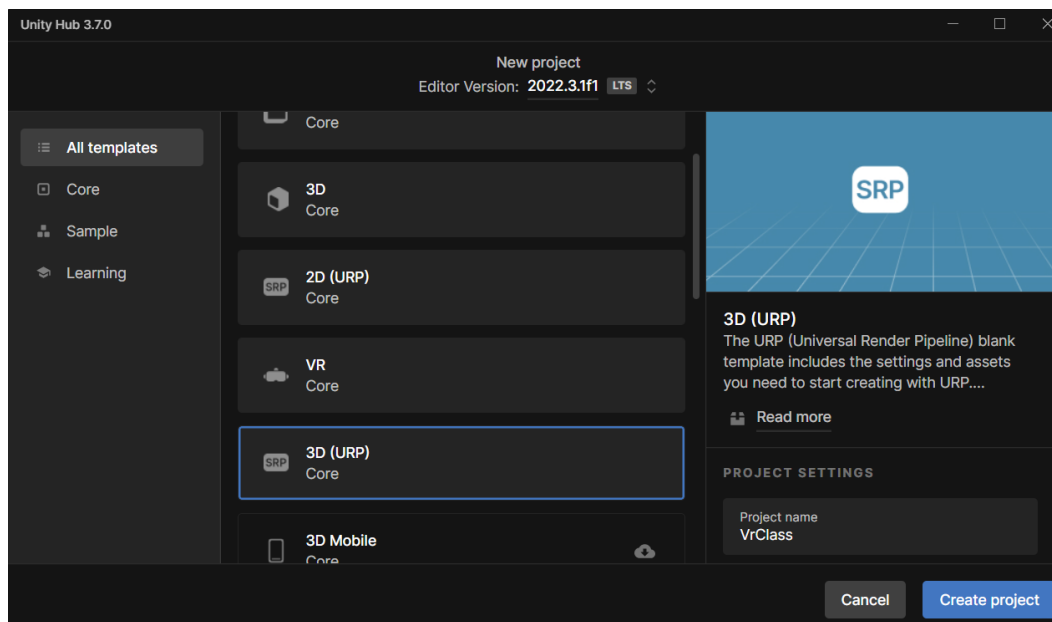 Unity Hub 3.7.0
New project
Editor Version: 2022.3.1f1 LTS
All templates
Core
Sample
Learning
Core
3D
Core
SRP
2D (URP)
Core
VR
Core
SRP
3D (URP)
Core
3D Mobile
Core
SRP
3D (URP)
The URP (Universal Render Pipeline) blank
template includes the settings and assets
you need to start creating with URP....
Read more
PROJECT SETTINGS
Project name
VrClass
Cancel
Create project